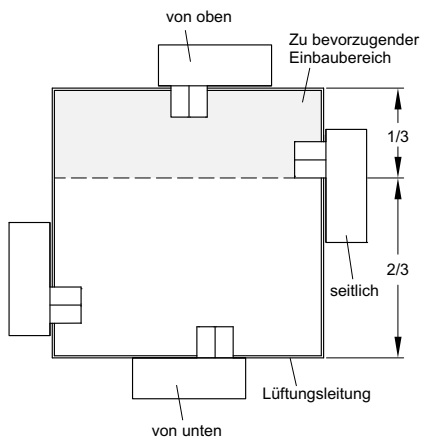 von oben
Zu bevorzugender
Einbaubereich
1/3
2/3
seitlich
Lüftungsleitung
von unten